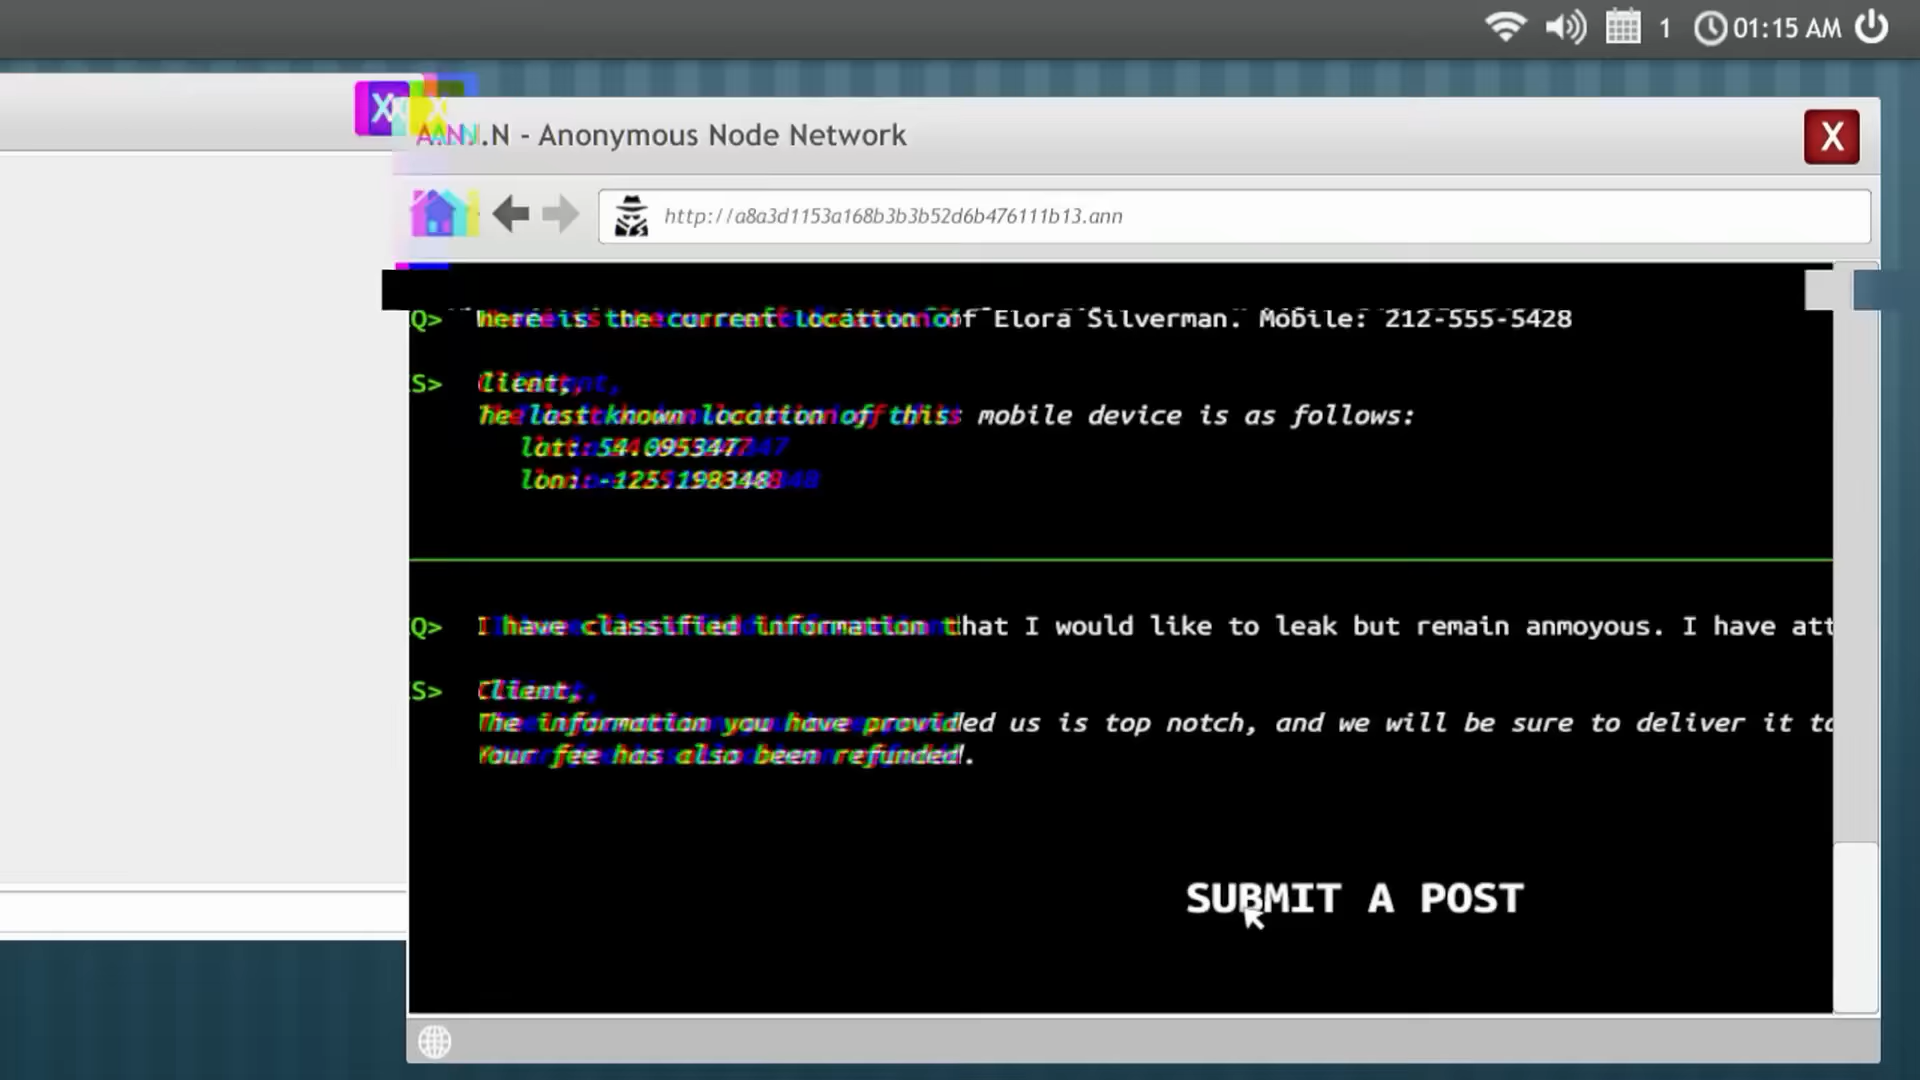 1 01:15 AM
X
A.N.N - Anonymous Node Network
X
http://a8a3d1153a168b3b3b52d6b476111b13.ann
Q> here is the current location of Elora Silverman. Mobile: 212-555-5428
S> Client,
The last known location of this mobile device is as follows:
lat: 54.0953477
lon: -125.198348
Q> I have classified information that I would like to leak but remain anmoyous. I have att
S> Client,
The information you have provided us is top notch, and we will be sure to deliver it to
Your fee has also been refunded.
SUBMIT A POST